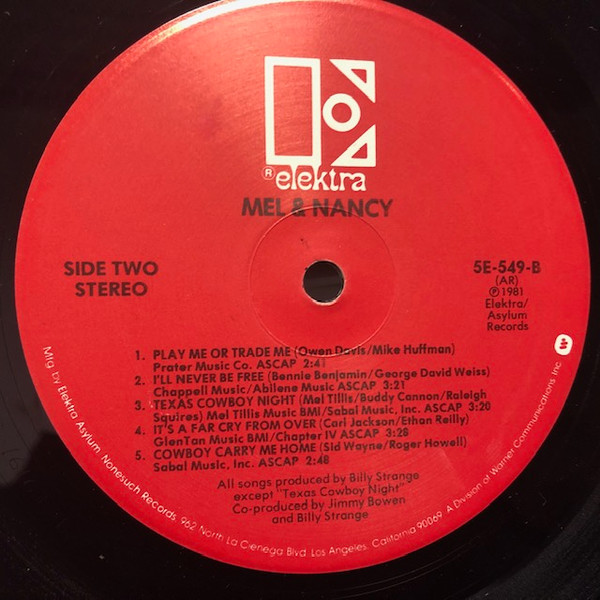 ® elektra
MEL & NANCY
SIDE TWO
STEREO
5E-549-B
(AR)
℗ 1981
Elektra/
Asylum
Records
1. PLAY ME OR TRADE ME (Owen Davis/Mike Huffman)
Prater Music Co. ASCAP 2:41
2. I'LL NEVER BE FREE (Bennie Benjamin/George David Weiss)
Chappell Music/Abilene Music ASCAP 3:21
3. TEXAS COWBOY NIGHT (Mel Tillis/Buddy Cannon/Raleigh
Squires) Mel Tillis Music BMI/Sabal Music, Inc. ASCAP 3:20
4. IT'S A FAR CRY FROM OVER (Carl Jackson/Ethan Reilly)
GlenTan Music BMI/Chapter IV ASCAP 3:28
5. COWBOY CARRY ME HOME (Sid Wayne/Roger Howell)
Sabal Music, Inc. ASCAP 2:48
All songs produced by Billy Strange
except "Texas Cowboy Night"
Co-produced by Jimmy Bowen
and Billy Strange
Mfg. by Elektra Asylum Nonesuch Records, 962 North La Cienega Blvd. Los Angeles, California 90069 A Division of Warner Communications Inc.